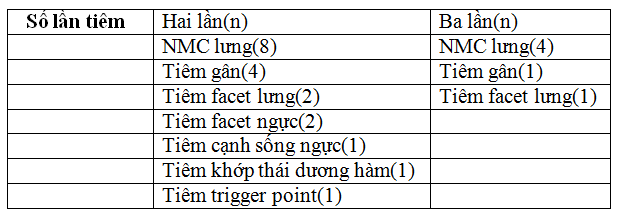 Số lần tiêm Hai lần(n) Ba lần(n)
NMC lưng(8) NMC lưng(4)
Tiêm gân(4) Tiêm gân(1)
Tiêm facet lưng(2) Tiêm facet lưng(1)
Tiêm facet ngực(2)
Tiêm cạnh sống ngực(1)
Tiêm khớp thái dương hàm(1)
Tiêm trigger point(1)